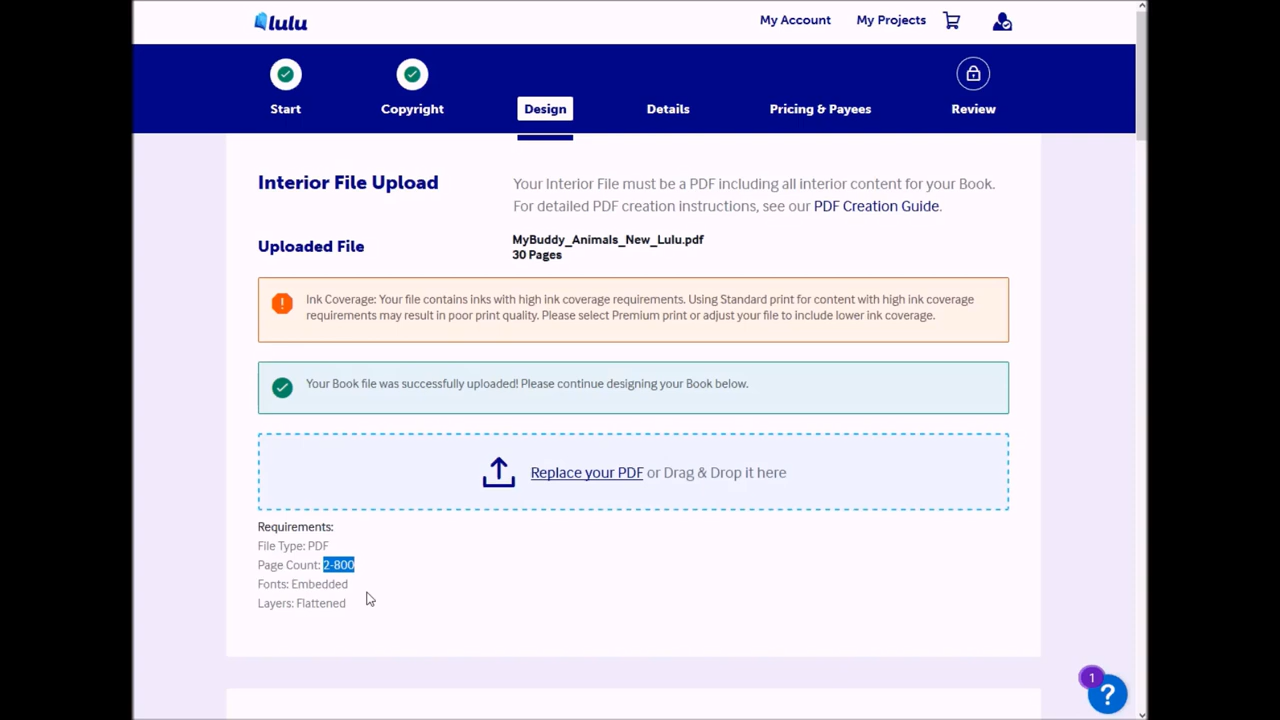 lulu
My Account
My Projects
Start
Copyright
Design
Details
Pricing & Payees
Review
Interior File Upload
Your Interior File must be a PDF including all interior content for your Book.
For detailed PDF creation instructions, see our PDF Creation Guide.
Uploaded File
MyBuddy_Animals_New_Lulu.pdf
30 Pages
! Ink Coverage: Your file contains inks with high ink coverage requirements. Using Standard print for content with high ink coverage
requirements may result in poor print quality. Please select Premium print or adjust your file to include lower ink coverage.
Your Book file was successfully uploaded! Please continue designing your Book below.
Replace your PDF or Drag & Drop it here
Requirements:
File Type: PDF
Page Count: 2-800
Fonts: Embedded
Layers: Flattened
1
?